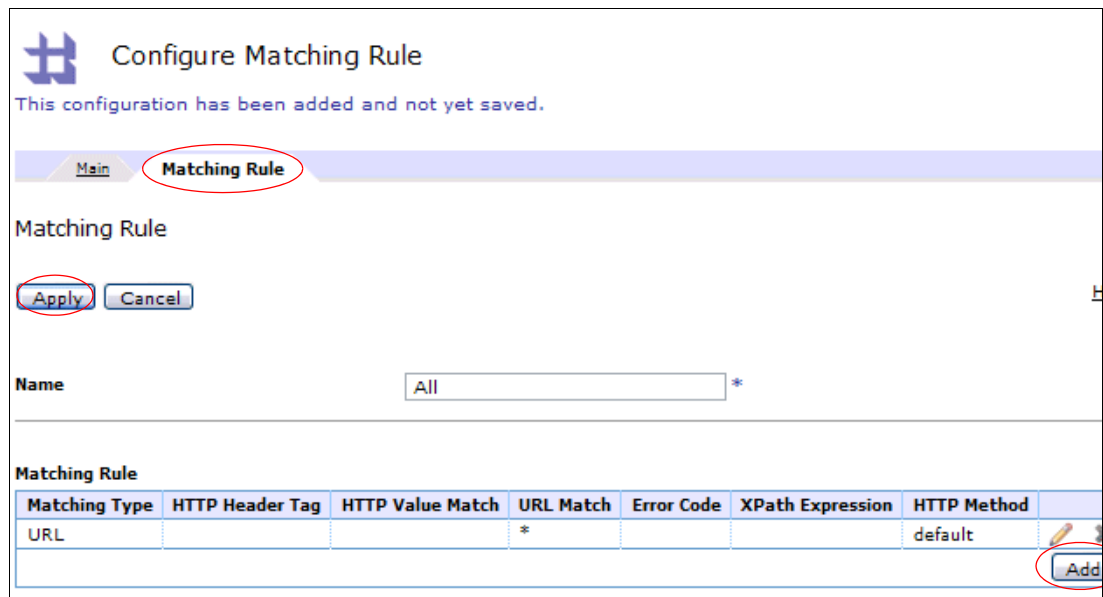 Configure Matching Rule
This configuration has been added and not yet saved.
Main Matching Rule
Matching Rule
Apply Cancel
Name All *
Matching Rule
Matching Type HTTP Header Tag HTTP Value Match URL Match Error Code XPath Expression HTTP Method
URL * default
Add